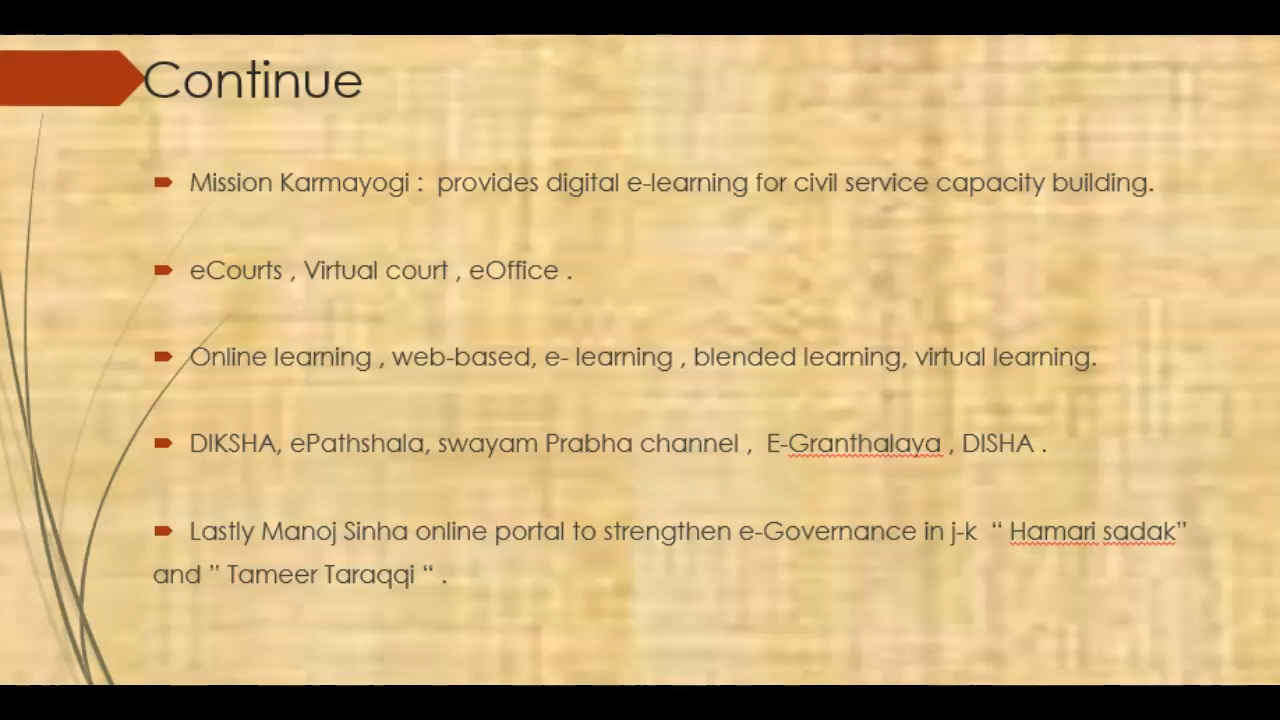 Continue
Mission Karmayogi :  provides digital e-learning for civil service capacity building.
eCourts , Virtual court , eOffice .
Online learning , web-based, e- learning , blended learning, virtual learning.
DIKSHA, ePathshala, swayam Prabha channel ,  E-Granthalaya , DISHA .
Lastly Manoj Sinha online portal to strengthen e-Governance in j-k  “ Hamari sadak”
and ” Tameer Taraqqi “ .